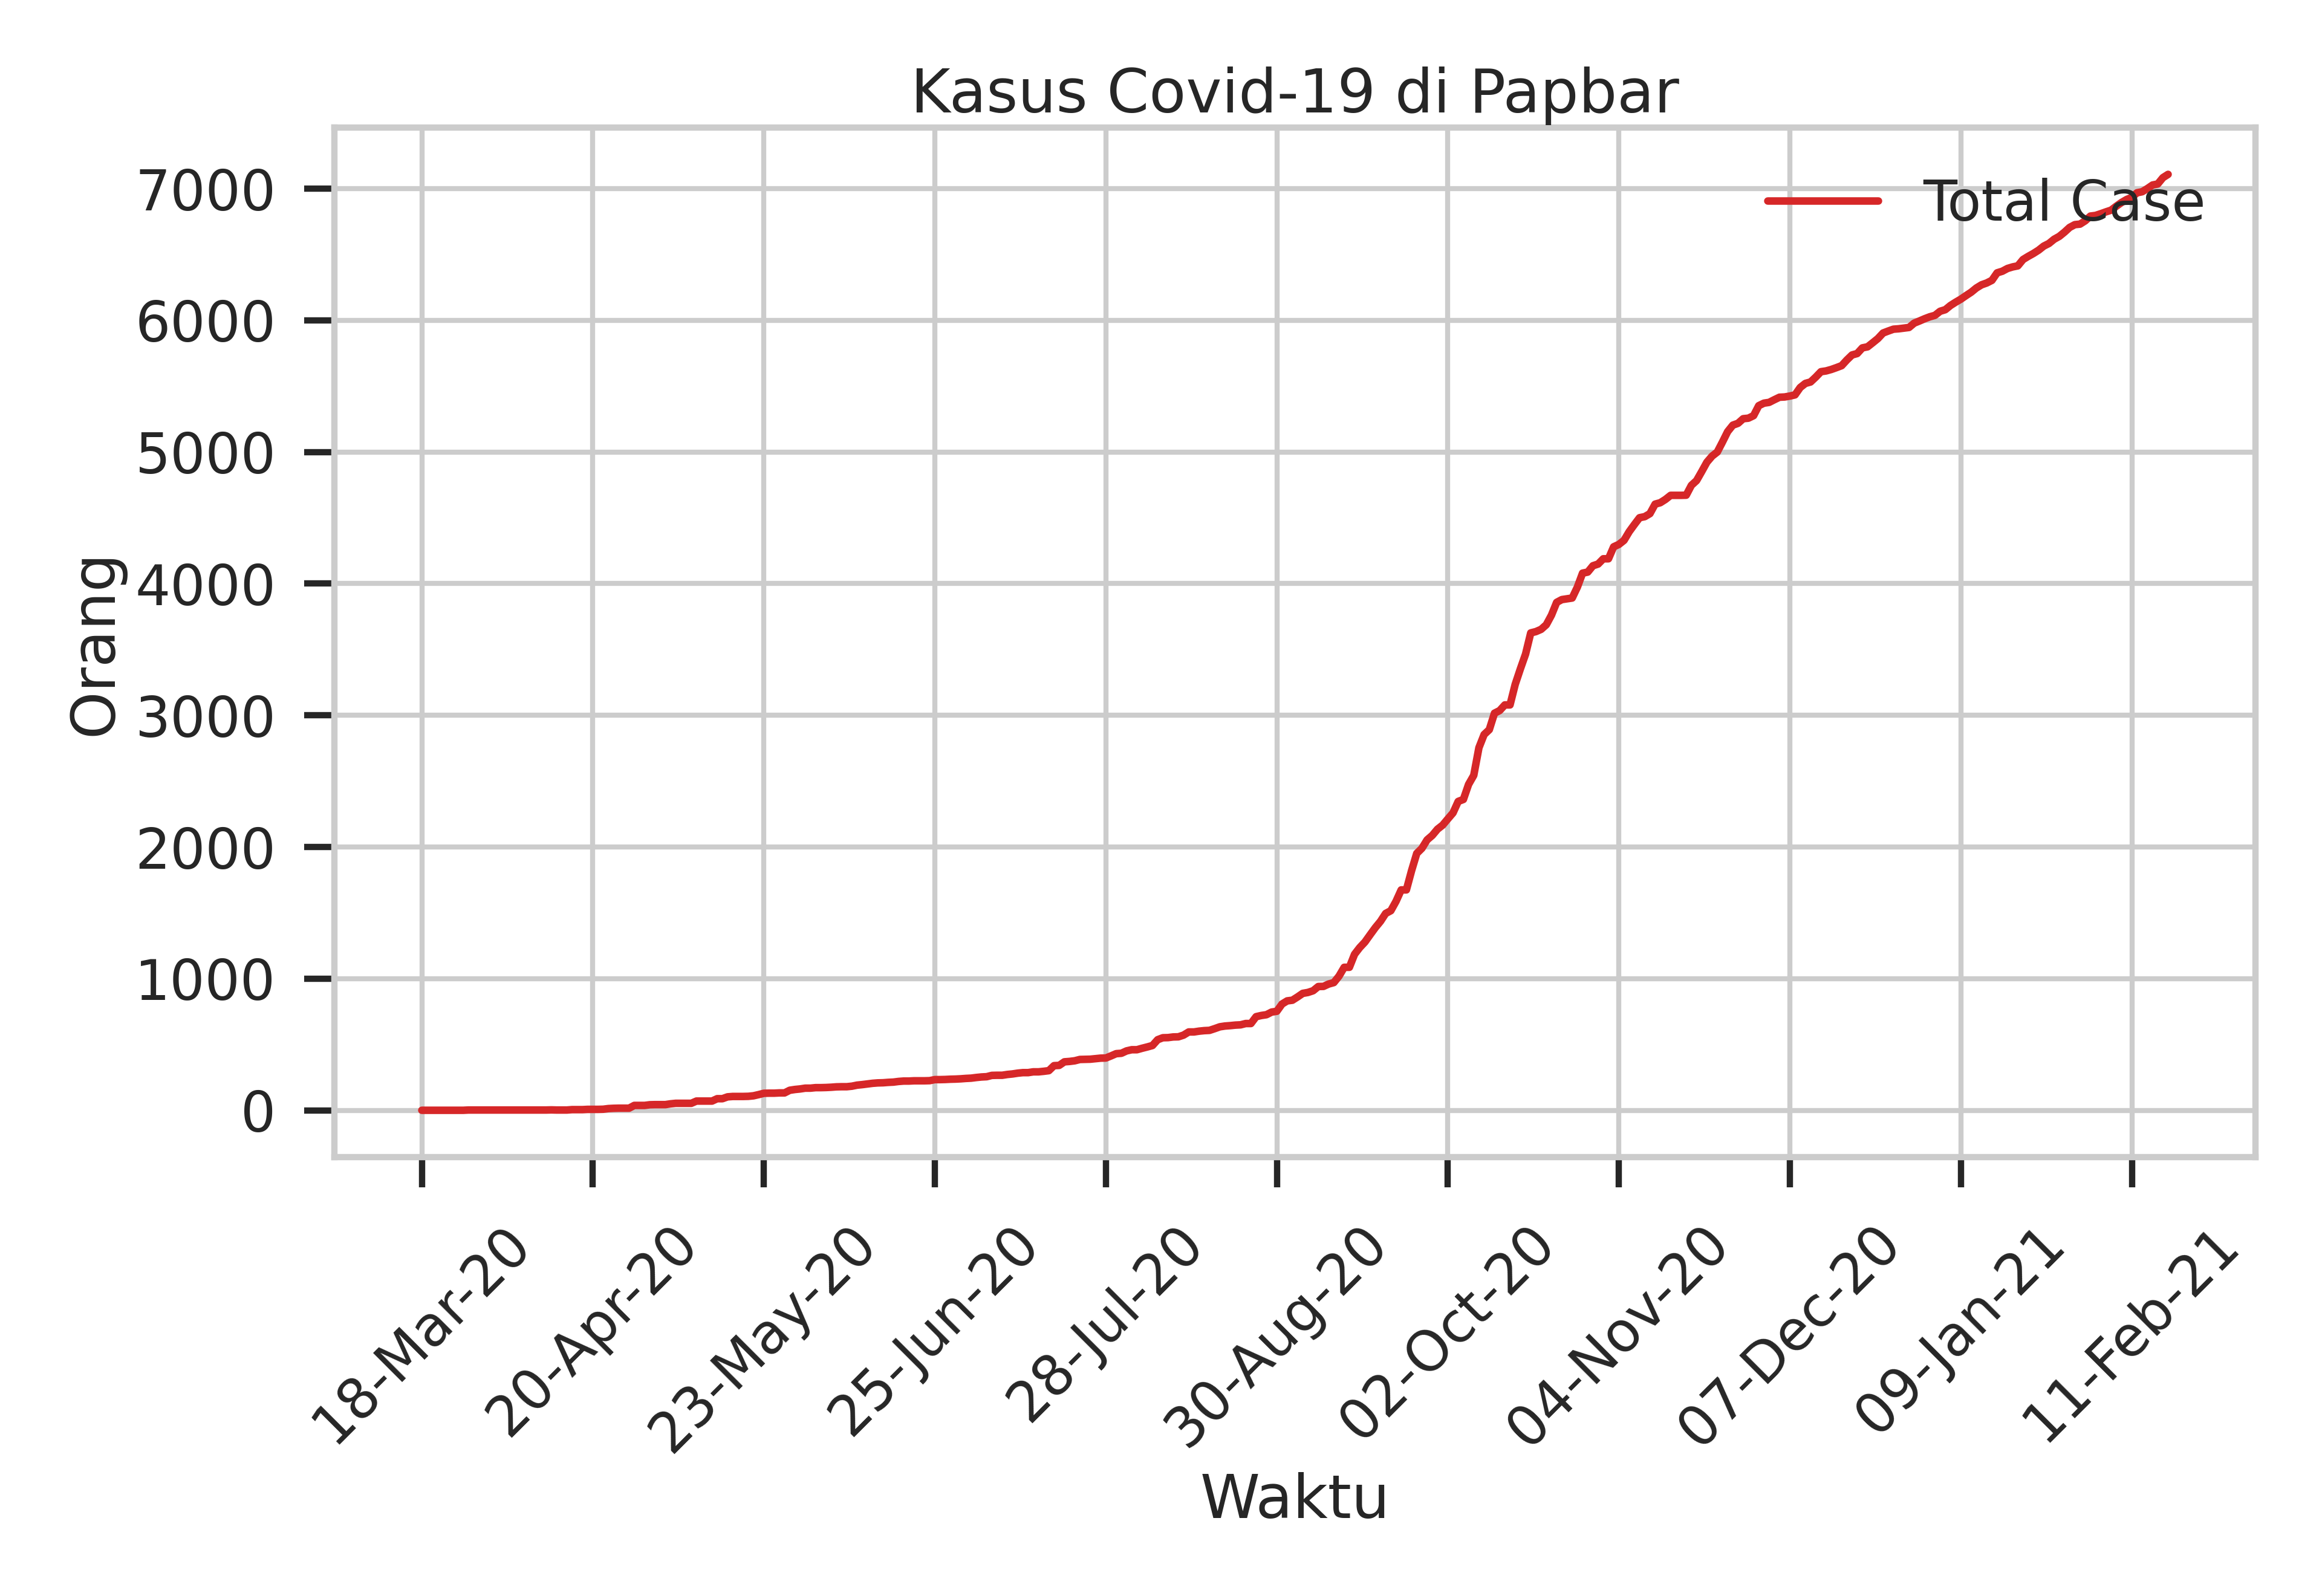 Kasus Covid-19 di Papbar
Total Case
7000
6000
5000
4000
3000
2000
1000
0
Orang
18-Mar-20
20-Apr-20
23-May-20
25-Jun-20
28-Jul-20
30-Aug-20
02-Oct-20
04-Nov-20
07-Dec-20
09-Jan-21
11-Feb-21
Waktu